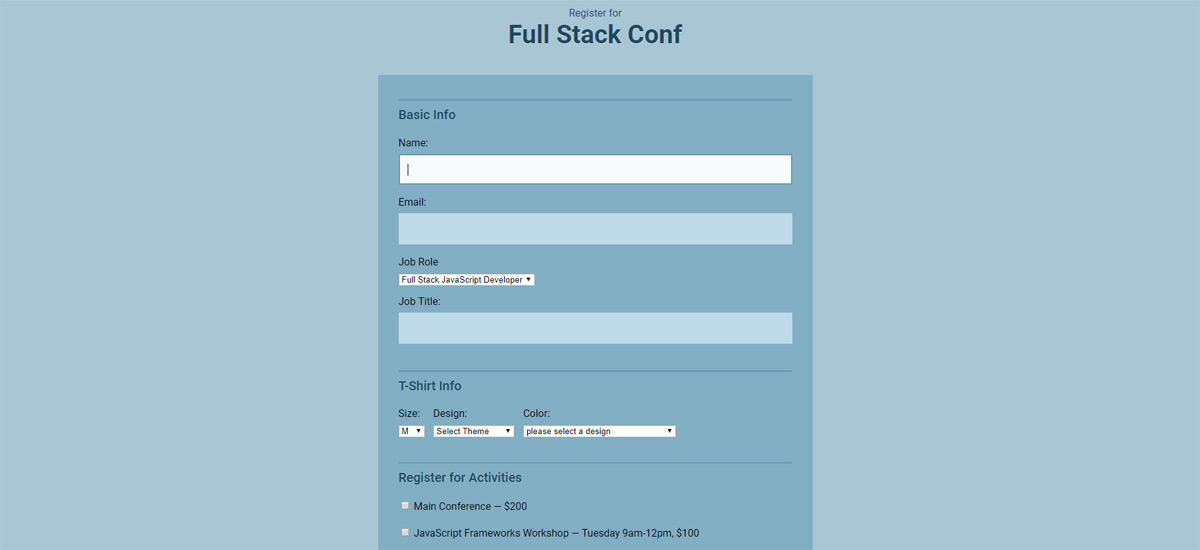 Register for
Full Stack Conf
Basic Info
Name:
Email:
Job Role
Full Stack JavaScript Developer
Job Title:
T-Shirt Info
Size: Design: Color:
M Select Theme please select a design
Register for Activities
Main Conference — $200
JavaScript Frameworks Workshop — Tuesday 9am-12pm, $100